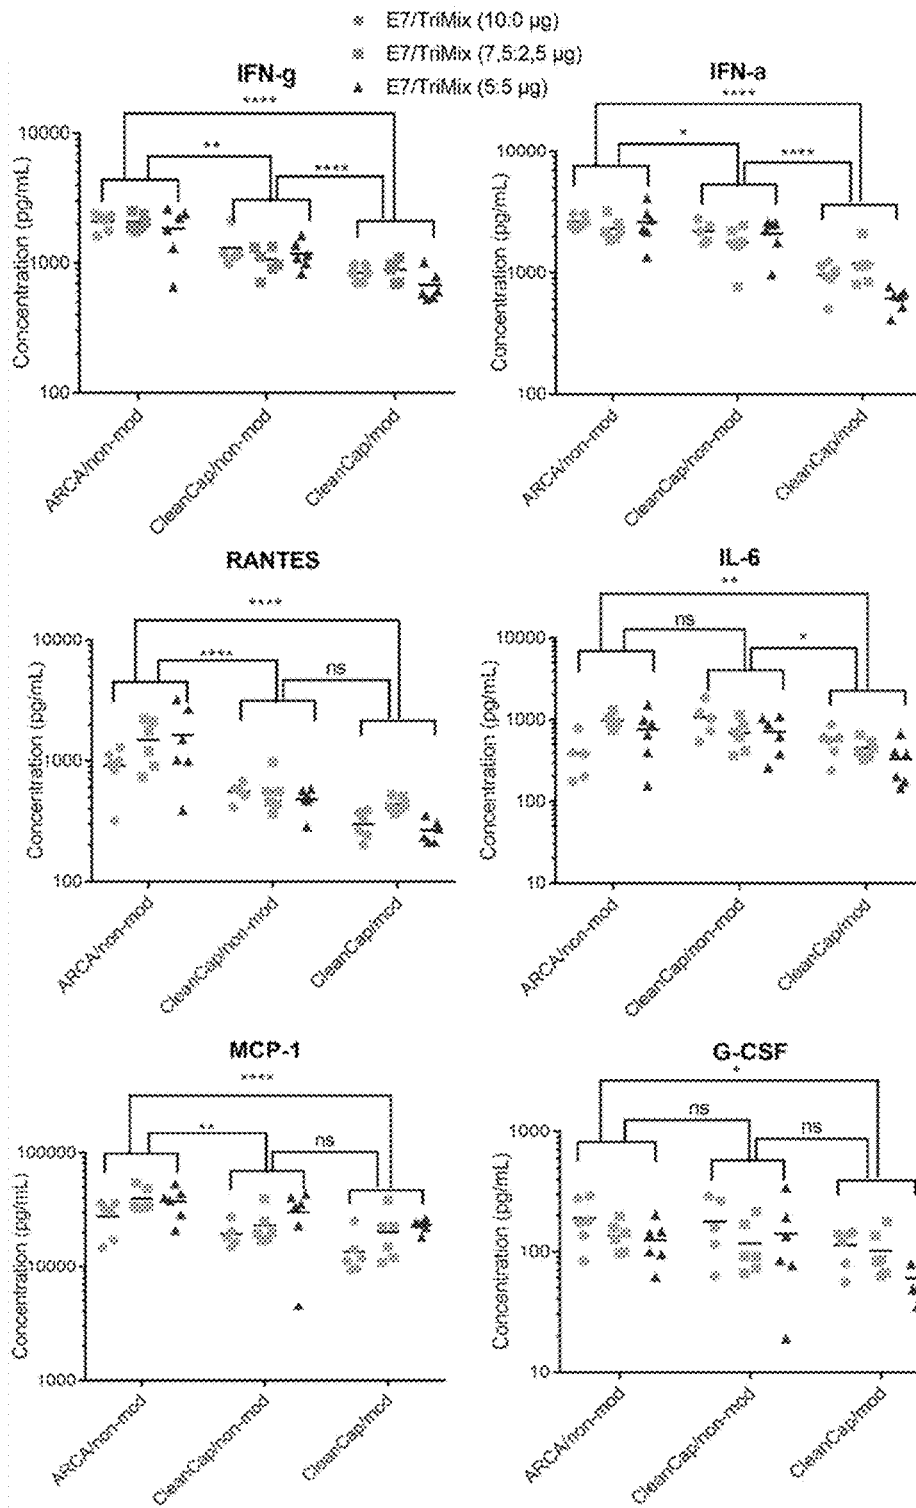 E7/TriMix (10:0 µg)
E7/TriMix (7,5:2,5 µg)
E7/TriMix (5:5 µg)
IFN-g
****
**
****
Concentration (pg/mL)
10000
1000
100
ARCA/non-mod
CleanCap/non-mod
CleanCap/mod
IFN-a
****
*
****
Concentration (pg/mL)
10000
1000
100
ARCA/non-mod
CleanCap/non-mod
CleanCap/mod
RANTES
****
****
ns
Concentration (pg/mL)
10000
1000
100
ARCA/non-mod
CleanCap/non-mod
CleanCap/mod
IL-6
**
ns
*
Concentration (pg/mL)
10000
1000
100
10
ARCA/non-mod
CleanCap/non-mod
CleanCap/mod
MCP-1
****
**
ns
Concentration (pg/mL)
100000
10000
1000
ARCA/non-mod
CleanCap/non-mod
CleanCap/mod
G-CSF
*
ns
ns
Concentration (pg/mL)
1000
100
10
ARCA/non-mod
CleanCap/non-mod
CleanCap/mod